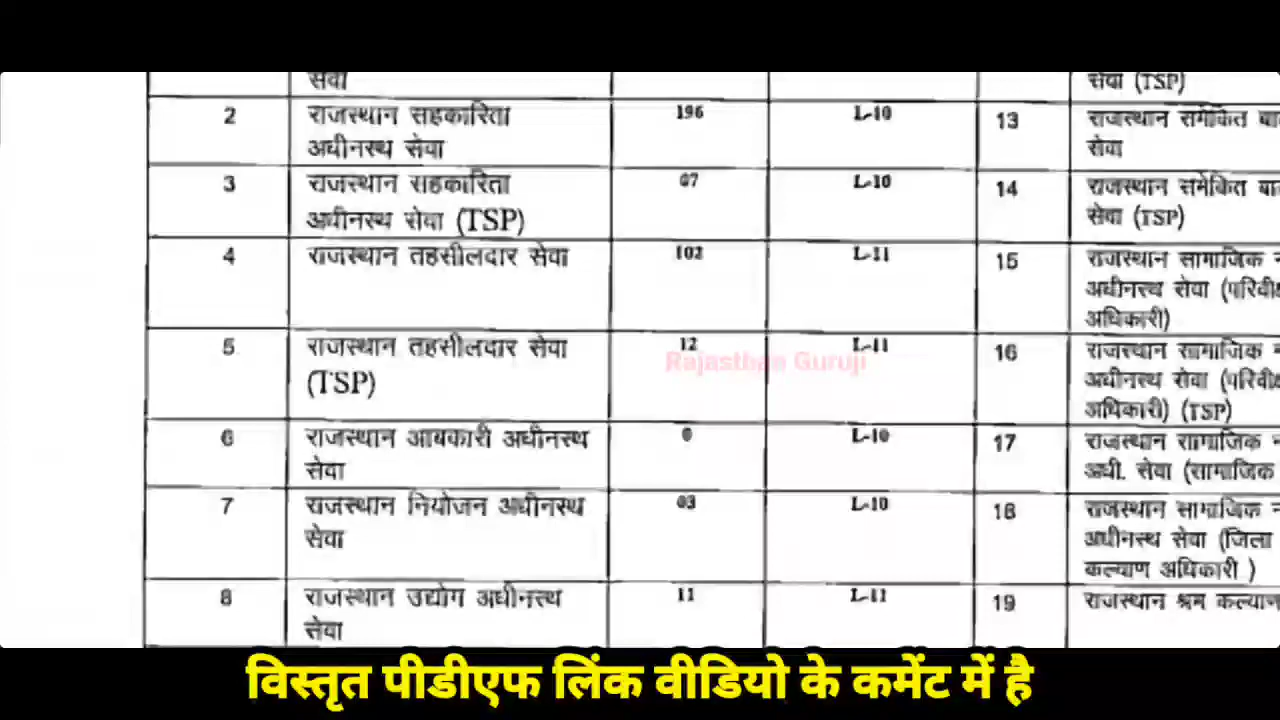 सेवा
सेवा (TSP)
2 राजस्थान सहकारिता 196 L-10 13 राजस्थान समेकित
अधीनस्थ सेवा सेवा
3 राजस्थान सहकारिता 07 L-10 14 राजस्थान समेकित
अधीनस्थ सेवा (TSP) सेवा (TSP)
4 राजस्थान तहसीलदार सेवा 102 L-11 15 राजस्थान सामाजिक
अधीनस्थ सेवा
अधिकारी)
5 राजस्थान तहसीलदार सेवा 12 L-11 16 राजस्थान सामाजिक
(TSP) अधीनस्थ सेवा
अधिकारी) (TSP)
Rajasthan Guruji
6 राजस्थान आबकारी अधीनस्थ L-10 17 राजस्थान सामाजिक
सेवा अधी. सेवा (सामाजिक
7 राजस्थान नियोजन अधीनस्थ 03 L-10 18 राजस्थान सामाजिक
सेवा अधीनस्थ सेवा (जिला
कल्याण अधिकारी )
8 राजस्थान उद्योग अधीनस्थ 11 L-11 19 राजस्थान श्रम कल्याण
सेवा
विस्तृत पीडीएफ लिंक वीडियो के कमेंट में है